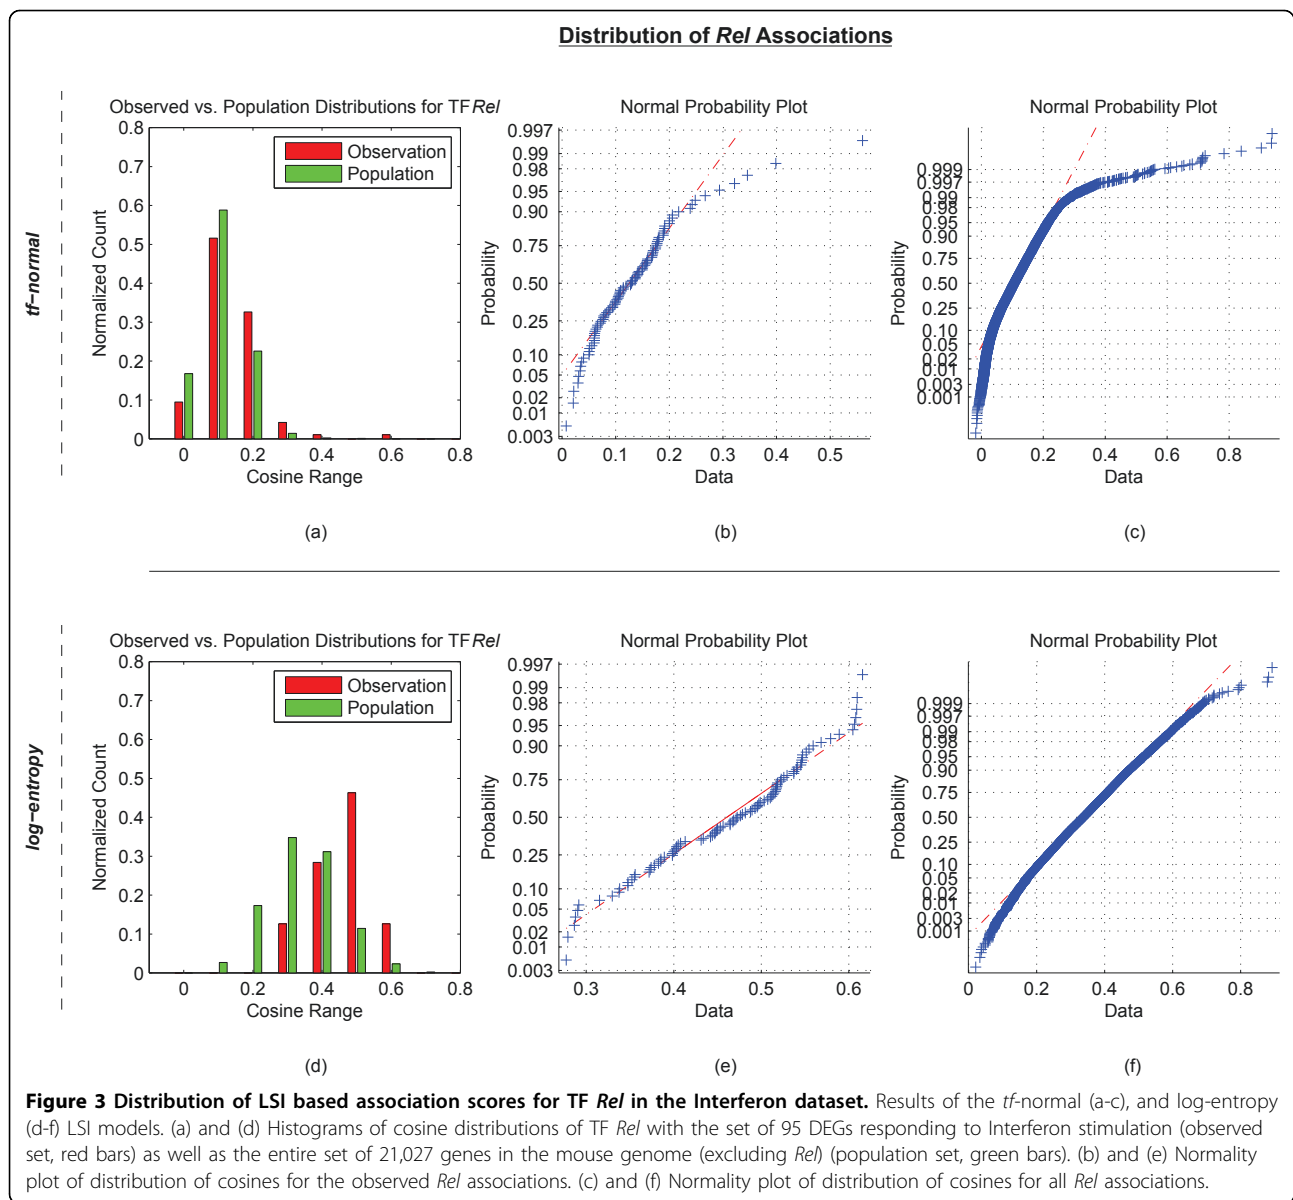 Distribution of Rel Associations
tf-normal
Observed vs. Population Distributions for TF Rel
Observation
Population
Normalized Count
0.8
0.7
0.6
0.5
0.4
0.3
0.2
0.1
0
0 0.2 0.4 0.6 0.8
Cosine Range
(a)
Normal Probability Plot
Probability
0.997
0.99
0.98
0.95
0.90
0.75
0.50
0.25
0.10
0.05
0.02
0.01
0.003
0 0.1 0.2 0.3 0.4 0.5
Data
(b)
Normal Probability Plot
Probability
0.999
0.997
0.99
0.98
0.95
0.90
0.75
0.50
0.25
0.10
0.05
0.02
0.01
0.003
0.001
0 0.2 0.4 0.6 0.8
Data
(c)
log-entropy
Observed vs. Population Distributions for TF Rel
Observation
Population
Normalized Count
0.8
0.7
0.6
0.5
0.4
0.3
0.2
0.1
0
0 0.2 0.4 0.6 0.8
Cosine Range
(d)
Normal Probability Plot
Probability
0.997
0.99
0.98
0.95
0.90
0.75
0.50
0.25
0.10
0.05
0.02
0.01
0.003
0.3 0.4 0.5 0.6
Data
(e)
Normal Probability Plot
Probability
0.999
0.997
0.99
0.98
0.95
0.90
0.75
0.50
0.25
0.10
0.05
0.02
0.01
0.003
0.001
0 0.2 0.4 0.6 0.8
Data
(f)
Figure 3 Distribution of LSI based association scores for TF Rel in the Interferon dataset. Results of the tf-normal (a-c), and log-entropy
(d-f) LSI models. (a) and (d) Histograms of cosine distributions of TF Rel with the set of 95 DEGs responding to Interferon stimulation (observed
set, red bars) as well as the entire set of 21,027 genes in the mouse genome (excluding Rel) (population set, green bars). (b) and (e) Normality
plot of distribution of cosines for the observed Rel associations. (c) and (f) Normality plot of distribution of cosines for all Rel associations.